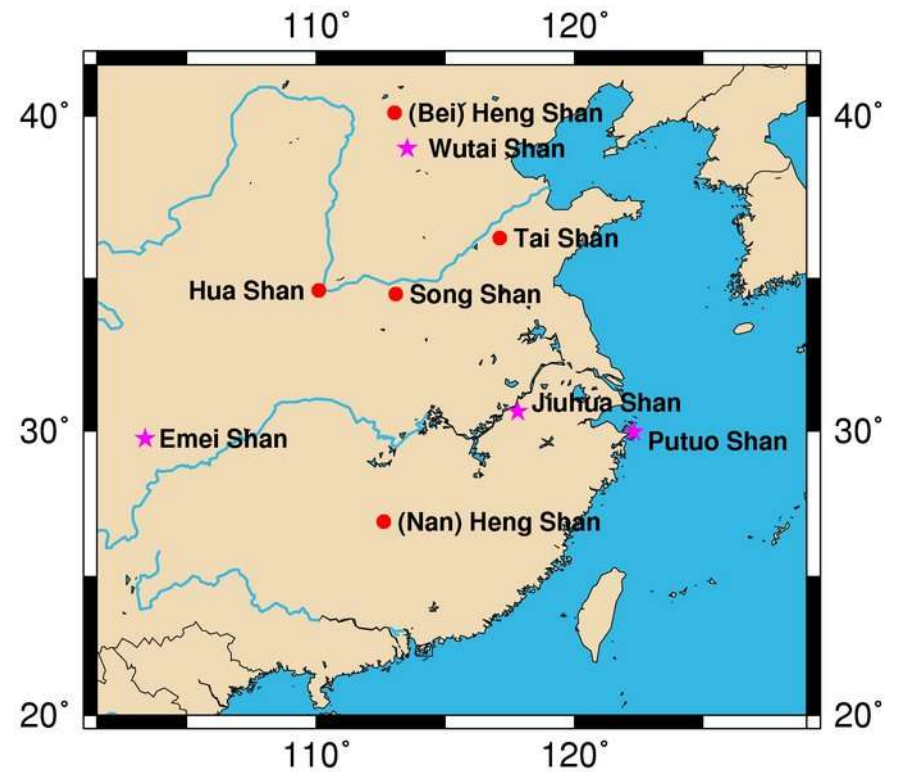 110° 120°
40° (Bei) Heng Shan 40°
Wutai Shan
Tai Shan
Hua Shan Song Shan
Jiuhua Shan
30° Emei Shan Putuo Shan 30°
(Nan) Heng Shan
20° 20°
110° 120°